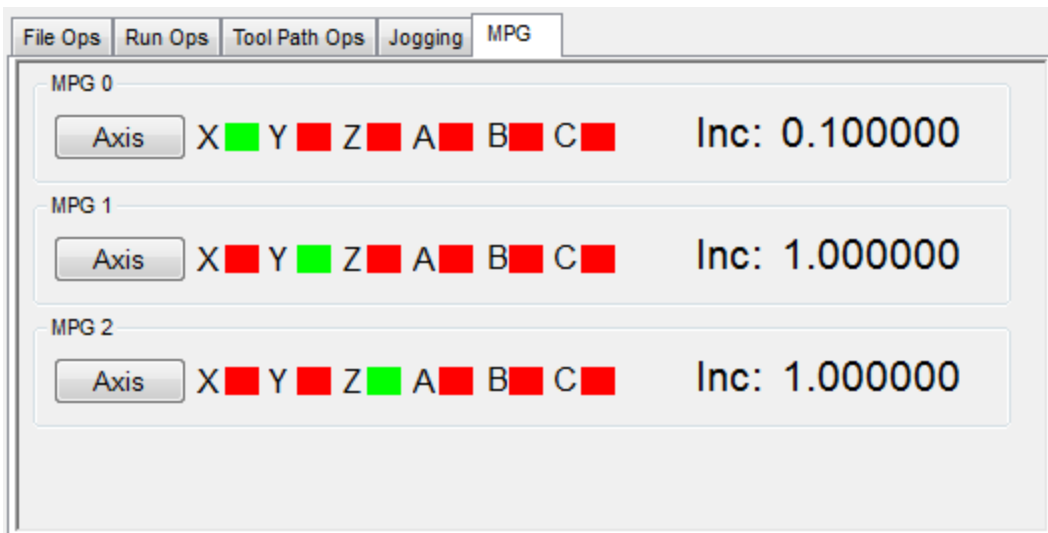 File Ops Run Ops Tool Path Ops Jogging MPG
MPG 0
Axis X Y Z A B C Inc: 0.100000
MPG 1
Axis X Y Z A B C Inc: 1.000000
MPG 2
Axis X Y Z A B C Inc: 1.000000